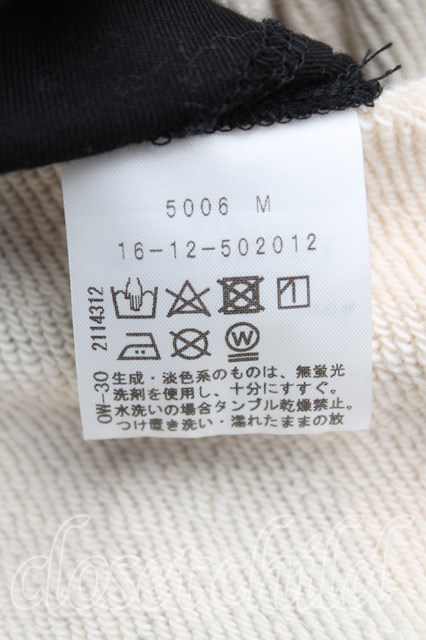 5006 M
16-12-502012
W
OW-30 2114312
生成・淡色系のものは、無蛍光
洗剤を使用し、十分にすすぐ。
水洗いの場合タンブル乾燥禁止。
つけ置き洗い・濡れたままの放
closet child